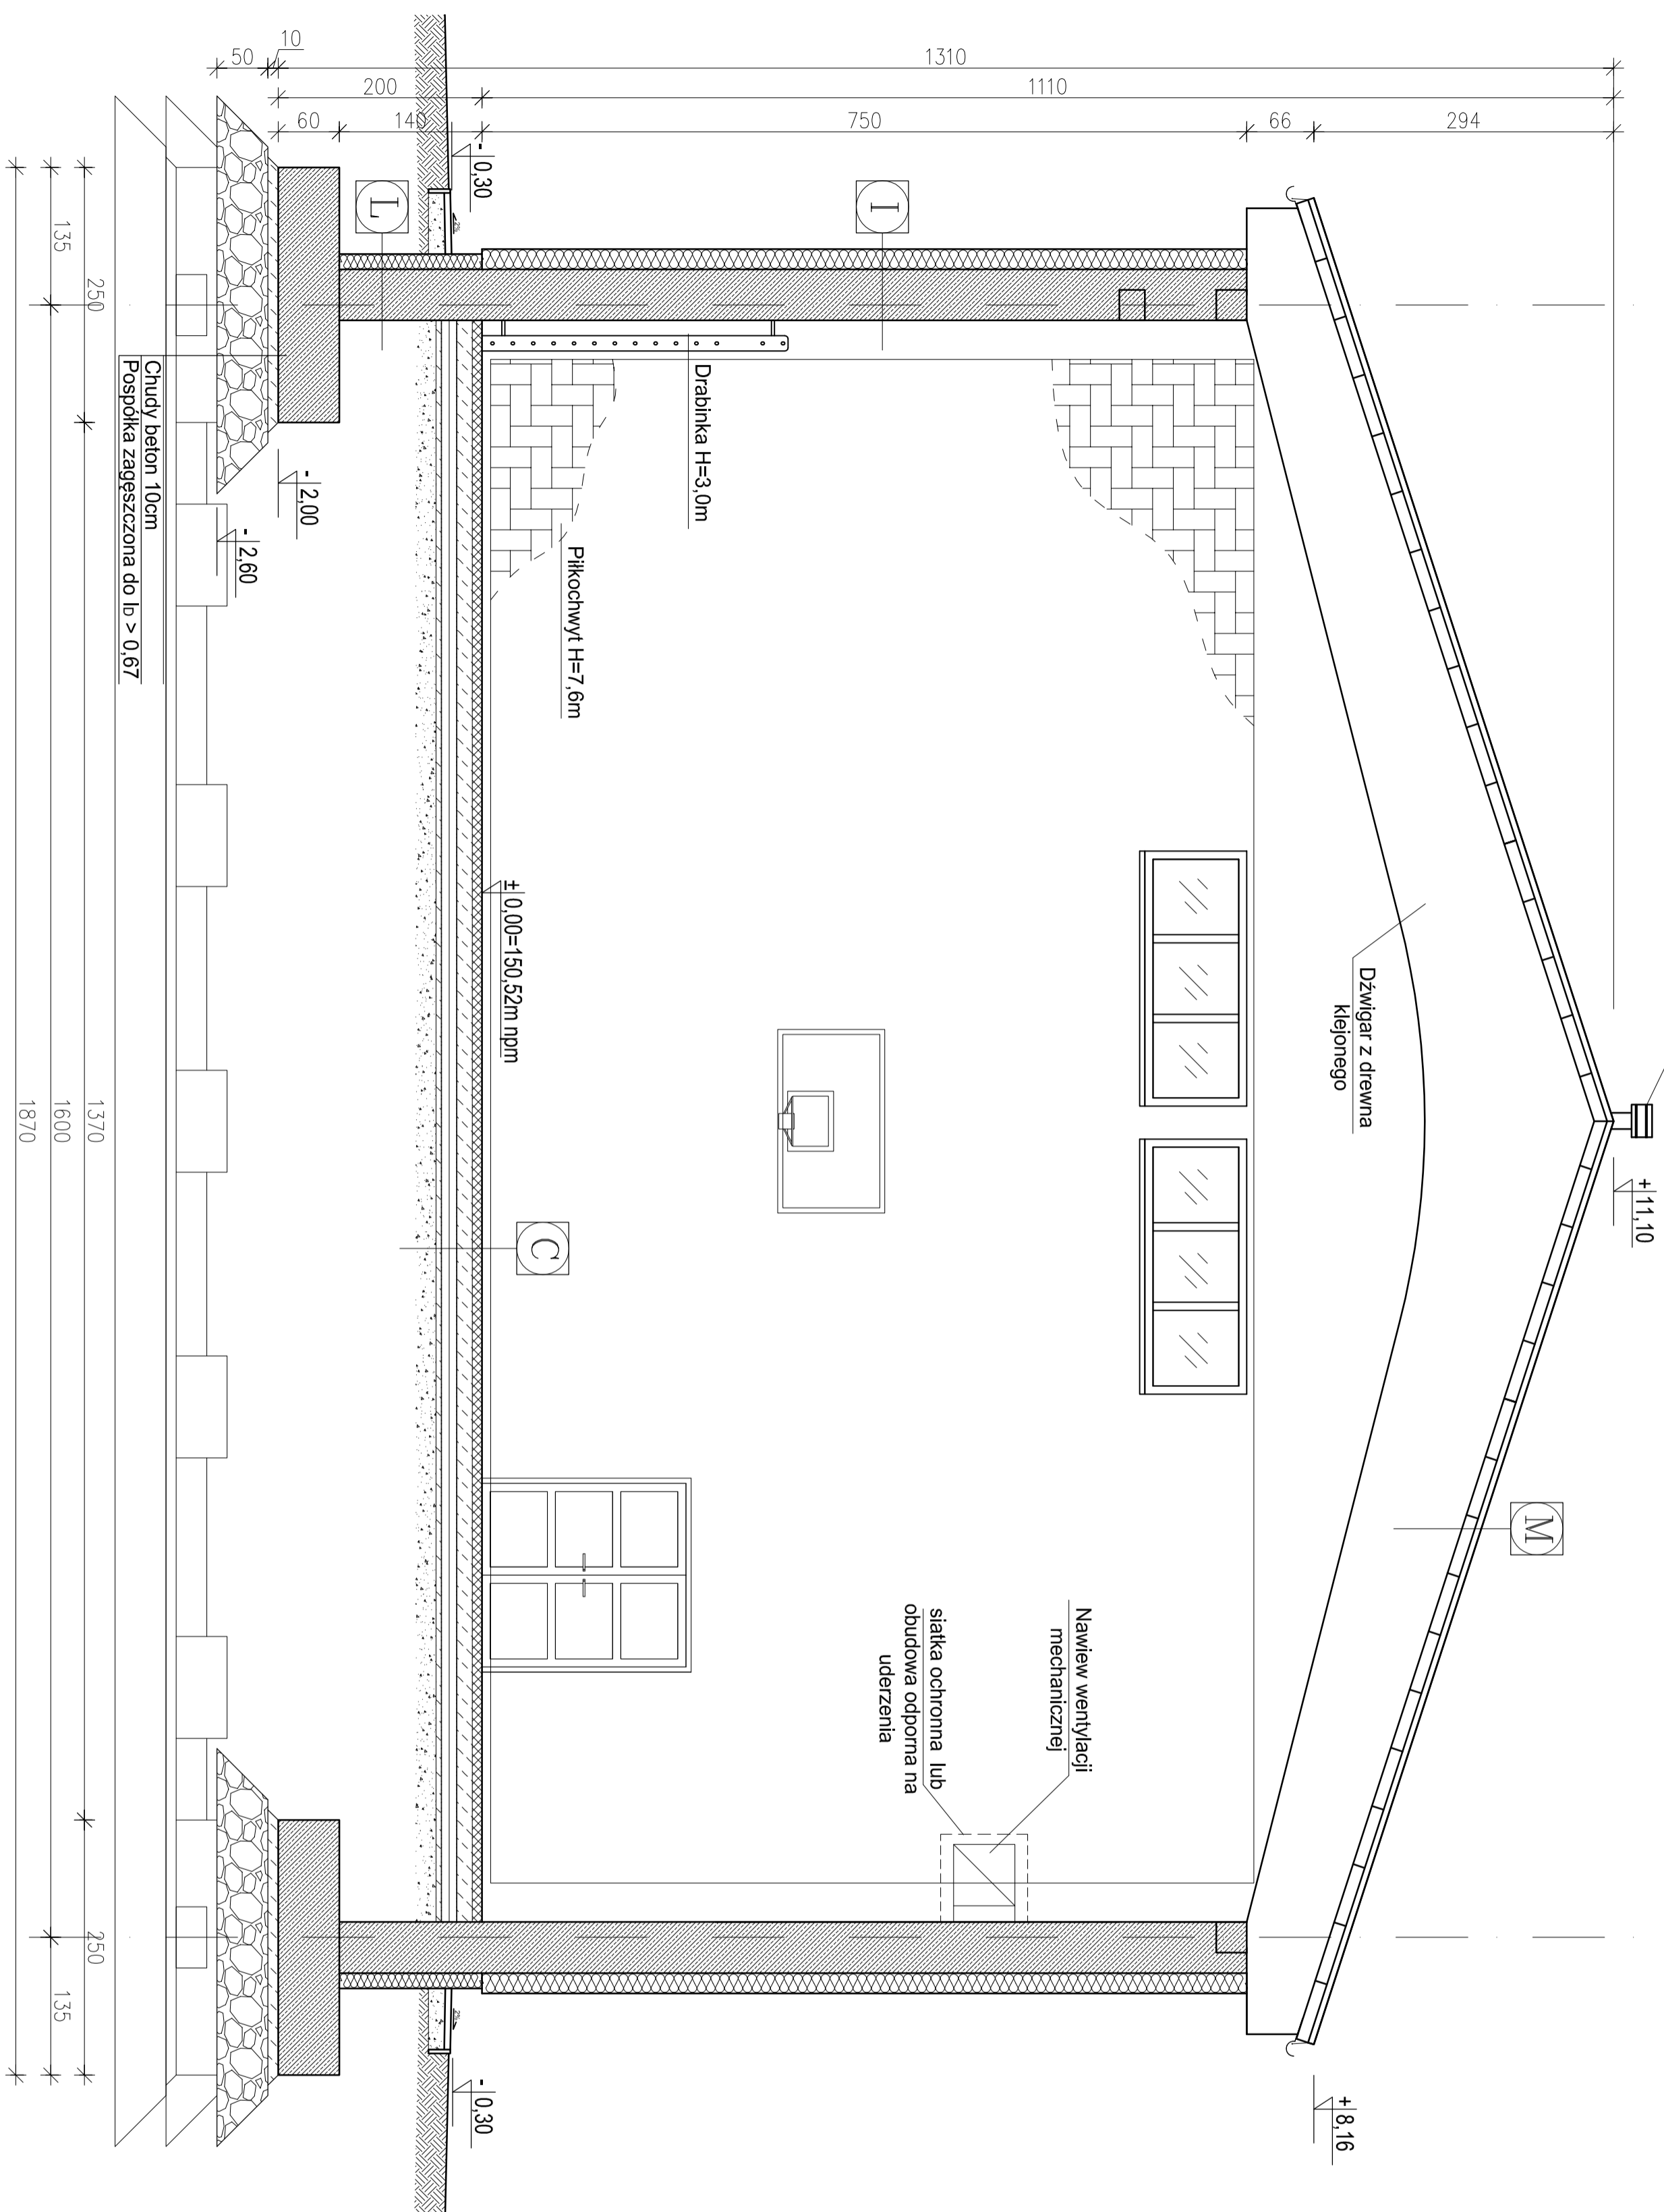 + 11,10
M
+ 8,16
Dźwigar z drewna
klejonego
Nawiew wentylacji
mechanicznej
siatka ochronna lub
obudowa odporna na
uderzenia
I
Drabinka H=3,0m
Piłkochwyt H=7,6m
C
± 0,00=150,52m npm
- 0,30
2%
2%
- 0,30
L
- 2,00
- 2,60
Chudy beton 10cm
Pospółka zagęszczona do ID > 0,67
294
66
750
140
60
1110
200
1310
10
50
250
1370
250
135
1600
135
1870